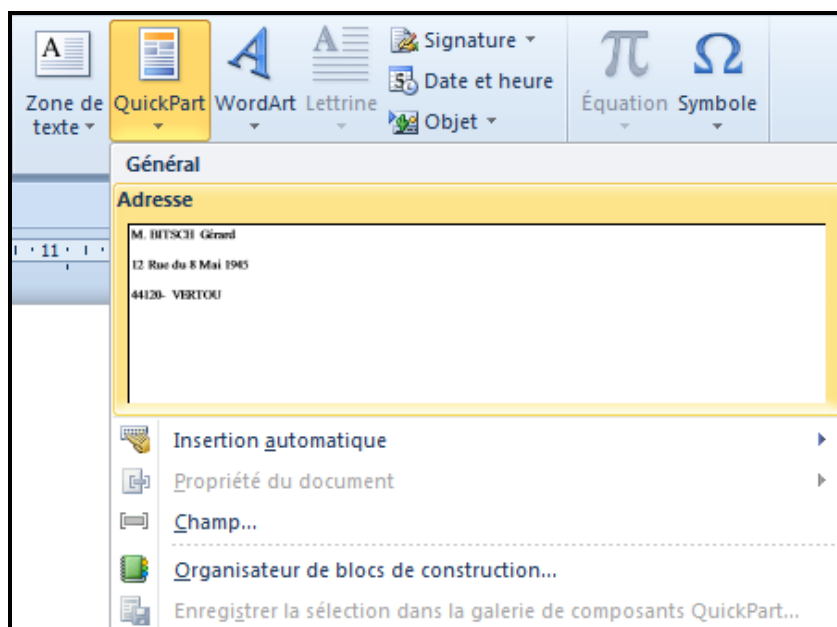 A
Zone de texte
QuickPart
A
WordArt
A
Lettrine
Signature
5
Date et heure
Objet
π
Équation
Ω
Symbole
Général
Adresse
· 11 ·
M. BITSCH Gérard
12 Rue du 8 Mai 1945
44120- VERTOU
Insertion automatique
Propriété du document
Champ...
Organisateur de blocs de construction...
Enregistrer la sélection dans la galerie de composants QuickPart...